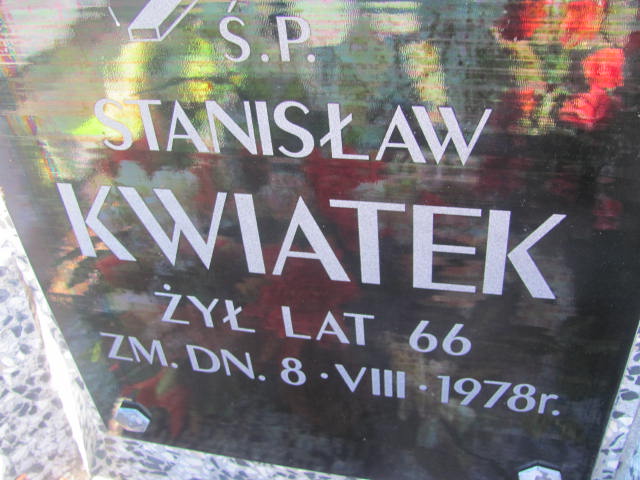 Ś.P.
STANISŁAW
KWIATEK
ŻYŁ LAT 66
ZM. DN. 8 · VIII · 1978r.